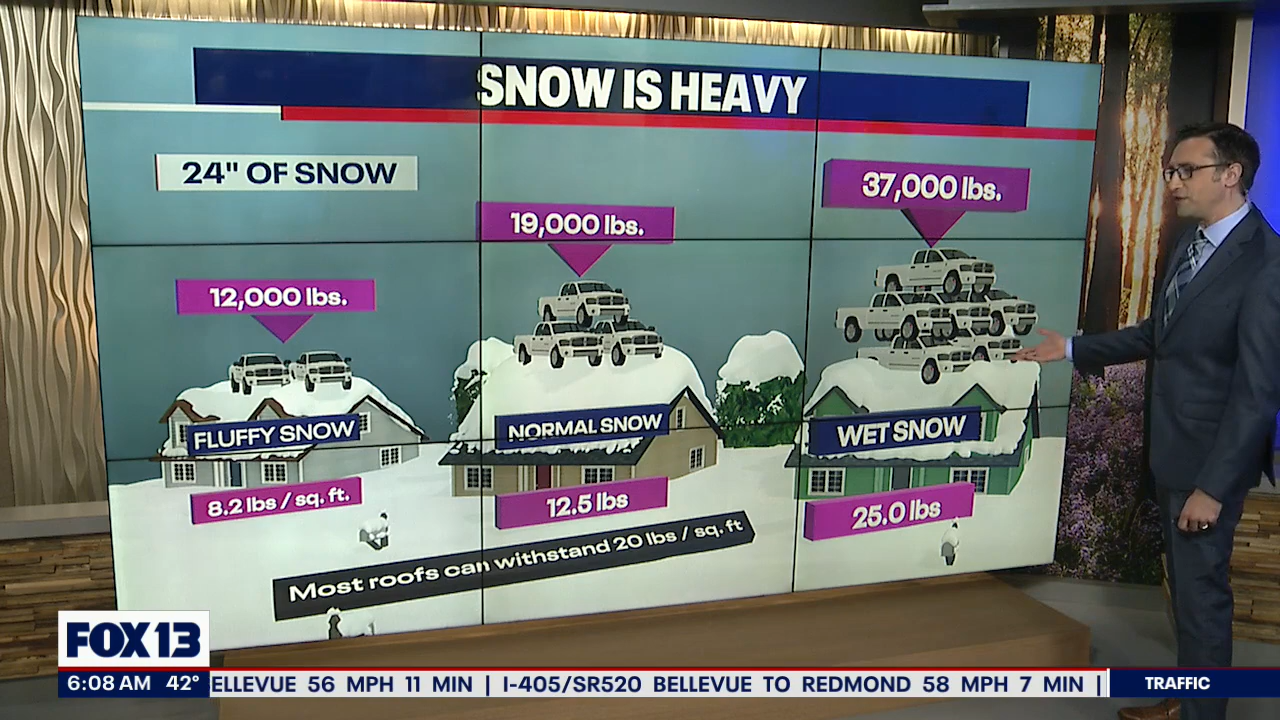 SNOW IS HEAVY
24" OF SNOW
37,000 lbs.
19,000 lbs.
12,000 lbs.
FLUFFY SNOW
NORMAL SNOW
WET SNOW
8.2 lbs / sq. ft.
12.5 lbs
25.0 lbs
Most roofs can withstand 20 lbs / sq. ft
FOX 13
6:08 AM 42°
ELLEVUE 56 MPH 11 MIN | I-405/SR520 BELLEVUE TO REDMOND 58 MPH 7 MIN |
TRAFFIC